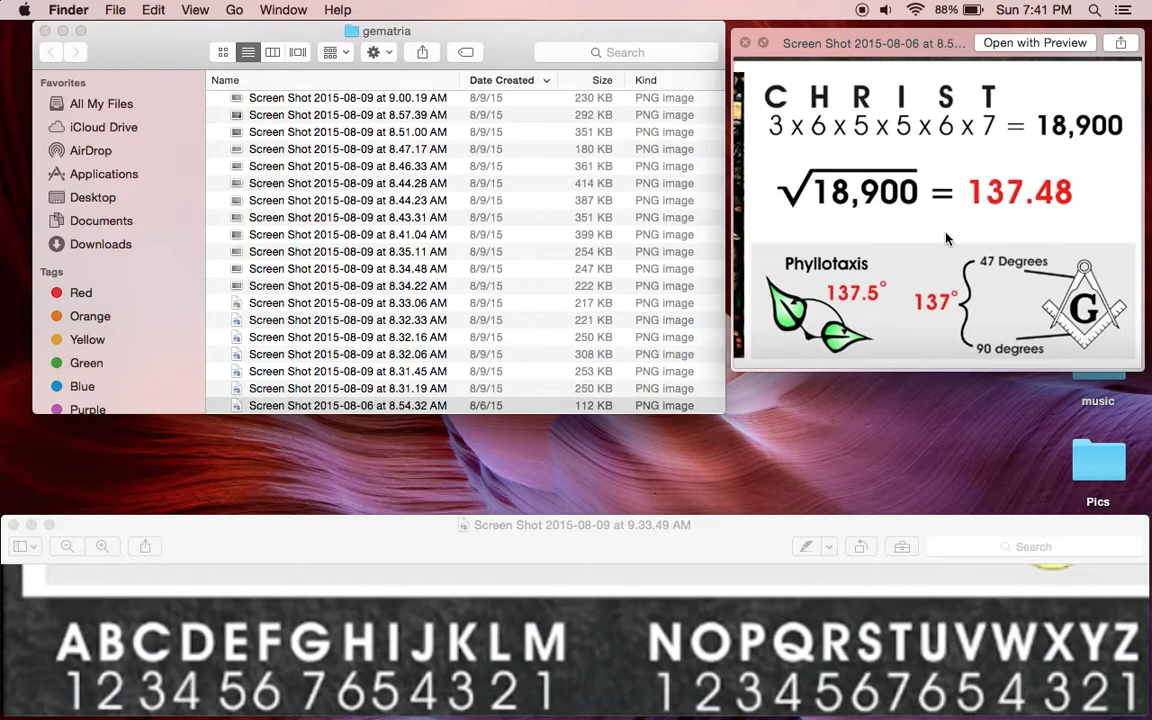 Finder File Edit View Go Window Help 88% Sun 7:41 PM
gematria
Search
Favorites
All My Files
iCloud Drive
AirDrop
Applications
Desktop
Documents
Downloads
Tags
Red
Orange
Yellow
Green
Blue
Purple
Name Date Created Size Kind
Screen Shot 2015-08-09 at 9.00.19 AM 8/9/15 230 KB PNG image
Screen Shot 2015-08-09 at 8.57.39 AM 8/9/15 292 KB PNG image
Screen Shot 2015-08-09 at 8.51.00 AM 8/9/15 351 KB PNG image
Screen Shot 2015-08-09 at 8.47.17 AM 8/9/15 180 KB PNG image
Screen Shot 2015-08-09 at 8.46.33 AM 8/9/15 361 KB PNG image
Screen Shot 2015-08-09 at 8.44.28 AM 8/9/15 414 KB PNG image
Screen Shot 2015-08-09 at 8.44.23 AM 8/9/15 387 KB PNG image
Screen Shot 2015-08-09 at 8.43.31 AM 8/9/15 351 KB PNG image
Screen Shot 2015-08-09 at 8.41.04 AM 8/9/15 399 KB PNG image
Screen Shot 2015-08-09 at 8.35.11 AM 8/9/15 254 KB PNG image
Screen Shot 2015-08-09 at 8.34.48 AM 8/9/15 247 KB PNG image
Screen Shot 2015-08-09 at 8.34.22 AM 8/9/15 222 KB PNG image
Screen Shot 2015-08-09 at 8.33.06 AM 8/9/15 217 KB PNG image
Screen Shot 2015-08-09 at 8.32.33 AM 8/9/15 221 KB PNG image
Screen Shot 2015-08-09 at 8.32.16 AM 8/9/15 250 KB PNG image
Screen Shot 2015-08-09 at 8.32.06 AM 8/9/15 308 KB PNG image
Screen Shot 2015-08-09 at 8.31.45 AM 8/9/15 253 KB PNG image
Screen Shot 2015-08-09 at 8.31.19 AM 8/9/15 250 KB PNG image
Screen Shot 2015-08-06 at 8.54.32 AM 8/6/15 112 KB PNG image
Screen Shot 2015-08-06 at 8.5... Open with Preview
C H R I S T
3 x 6 x 5 x 5 x 6 x 7 = 18,900
√18,900 = 137.48
Phyllotaxis
137.5°
137°
47 Degrees
G
90 degrees
music
Pics
Screen Shot 2015-08-09 at 9.33.49 AM
Search
ABCDEFGHIJKLM NOPQRSTUVWXYZ
1234567654321 1234567654321